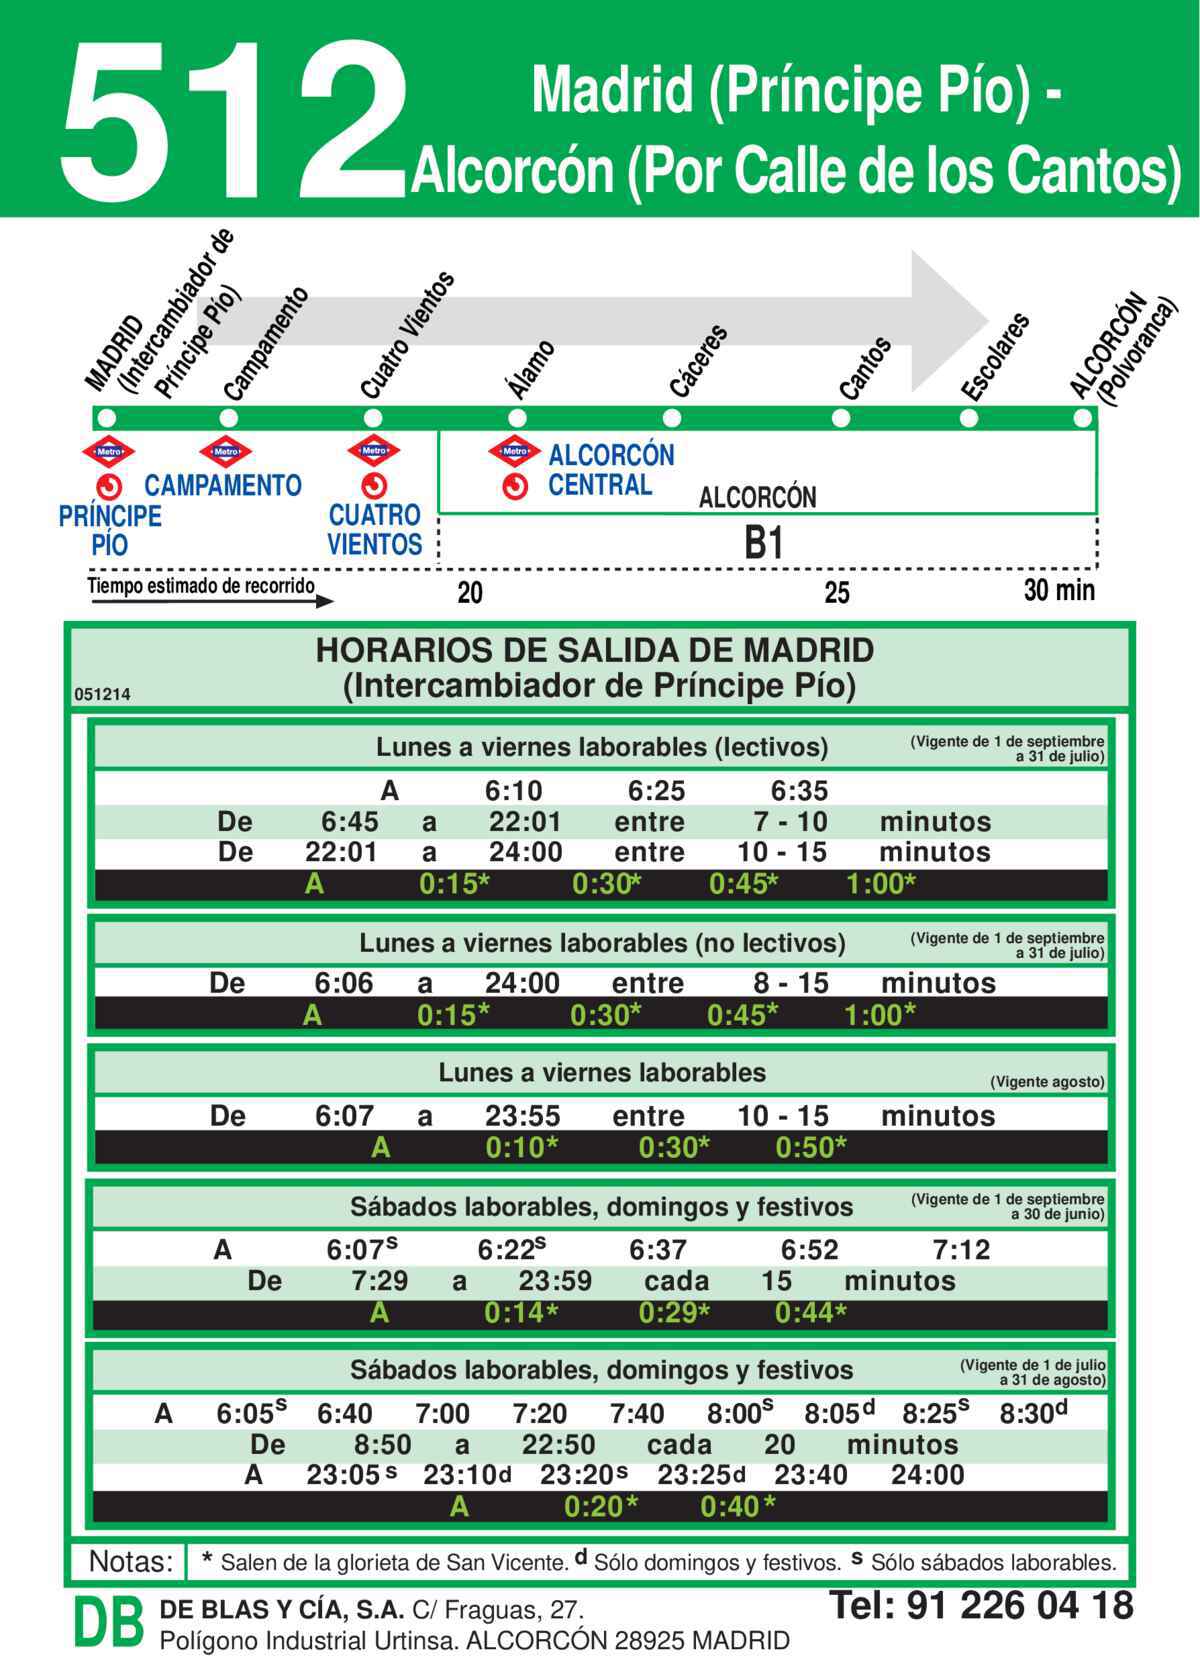 512
Madrid (Príncipe Pío) -
Alcorcón (Por Calle de los Cantos)
MADRID
(Intercambiador de
Príncipe Pío)
Campamento
Cuatro Vientos
Álamo
Cáceres
Cantos
Escolares
ALCORCÓN
(Polvoranca)
Metro
Metro
Metro
Metro
PRÍNCIPE
PÍO
CAMPAMENTO
CUATRO
VIENTOS
ALCORCÓN
CENTRAL
ALCORCÓN
B1
Tiempo estimado de recorrido
20 25 30 min
HORARIOS DE SALIDA DE MADRID
(Intercambiador de Príncipe Pío)
051214
Lunes a viernes laborables (lectivos) (Vigente de 1 de septiembre
a 31 de julio)
A 6:10 6:25 6:35
De 6:45 a 22:01 entre 7 - 10 minutos
De 22:01 a 24:00 entre 10 - 15 minutos
A 0:15* 0:30* 0:45* 1:00*
Lunes a viernes laborables (no lectivos) (Vigente de 1 de septiembre
a 31 de julio)
De 6:06 a 24:00 entre 8 - 15 minutos
A 0:15* 0:30* 0:45* 1:00*
Lunes a viernes laborables (Vigente agosto)
De 6:07 a 23:55 entre 10 - 15 minutos
A 0:10* 0:30* 0:50*
Sábados laborables, domingos y festivos (Vigente de 1 de septiembre
a 30 de junio)
A 6:07s 6:22s 6:37 6:52 7:12
De 7:29 a 23:59 cada 15 minutos
A 0:14* 0:29* 0:44*
Sábados laborables, domingos y festivos (Vigente de 1 de julio
a 31 de agosto)
A 6:05s 6:40 7:00 7:20 7:40 8:00s 8:05d 8:25s 8:30d
De 8:50 a 22:50 cada 20 minutos
A 23:05s 23:10d 23:20s 23:25d 23:40 24:00
A 0:20* 0:40*
Notas: * Salen de la glorieta de San Vicente. d Sólo domingos y festivos. s Sólo sábados laborables.
DB
DE BLAS Y CÍA, S.A. C/ Fraguas, 27.
Polígono Industrial Urtinsa. ALCORCÓN 28925 MADRID
Tel: 91 226 04 18